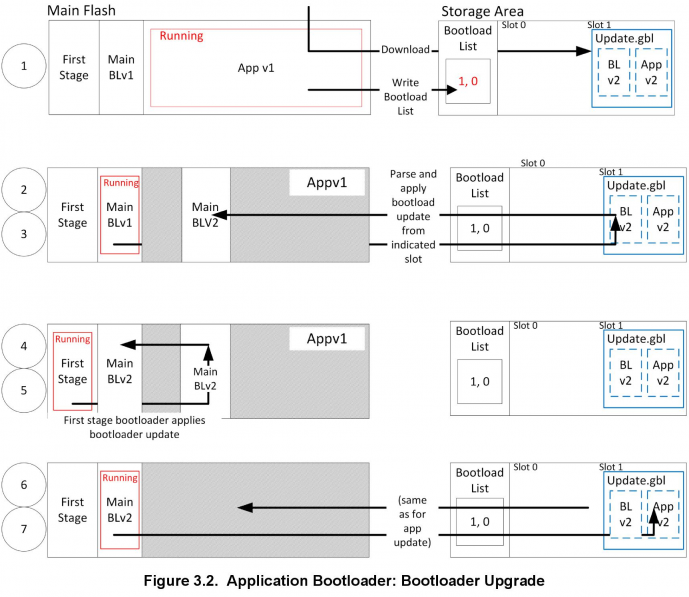 Main Flash
Storage Area
Slot 0
Slot 1
1
First
Stage
Main
BLv1
Running
App v1
Download
Write
Bootload
List
Bootload
List
1, 0
Update.gbl
BL
v2
App
v2
2
3
First
Stage
Running
Main
BLv1
Main
BLV2
Appv1
Parse and
apply
bootload
update
from
indicated
slot
Bootload
List
1, 0
Slot 0
Slot 1
Update.gbl
BL
v2
App
v2
4
5
Running
First
Stage
Main
BLv2
Main
BLv2
Appv1
First stage bootloader applies
bootloader update
Bootload
List
1, 0
Slot 0
Slot 1
Update.gbl
BL
v2
App
v2
6
7
First
Stage
Running
Main
BLv2
(same
as for
app
update)
Bootload
List
1, 0
Slot 0
Slot 1
Update.gbl
BL
v2
App
v2
Figure 3.2. Application Bootloader: Bootloader Upgrade